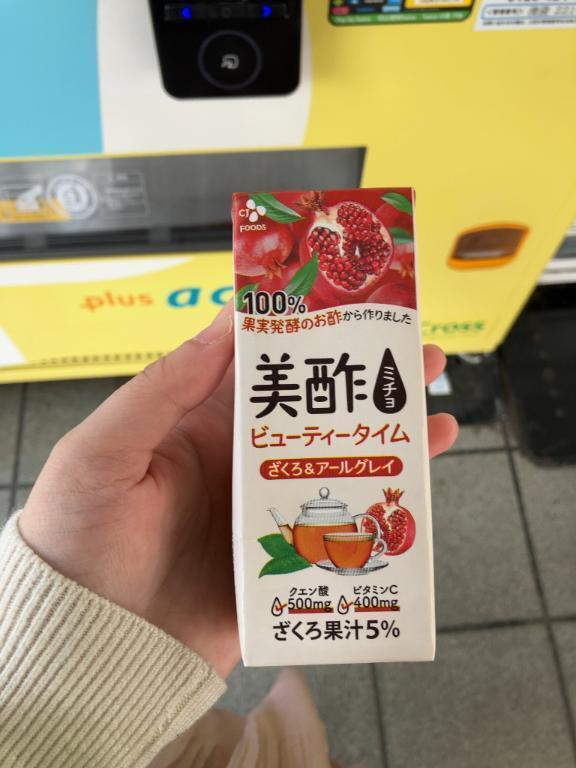 CJ
FOODS
100%
果実発酵のお酢から作りました
美酢
ミチョ
ビューティータイム
ざくろ&アールグレイ
クエン酸
500mg
ビタミンC
400mg
ざくろ果汁5%
plus